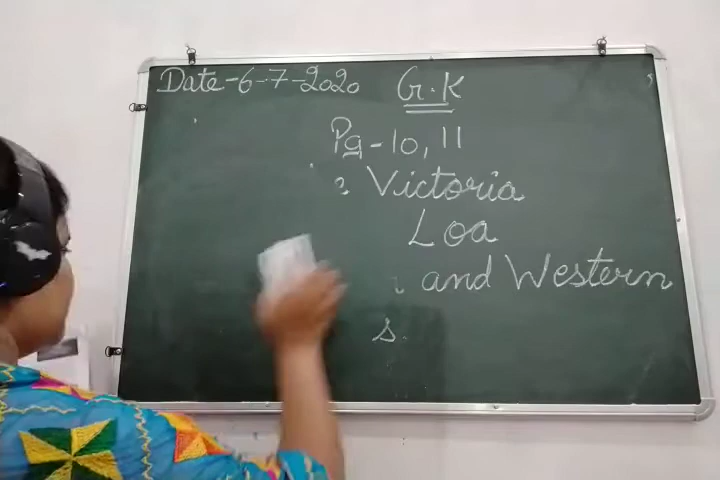 Date-6-7-2020 G.K
Pg-10, 11
Victoria
Loa
and Western
s.